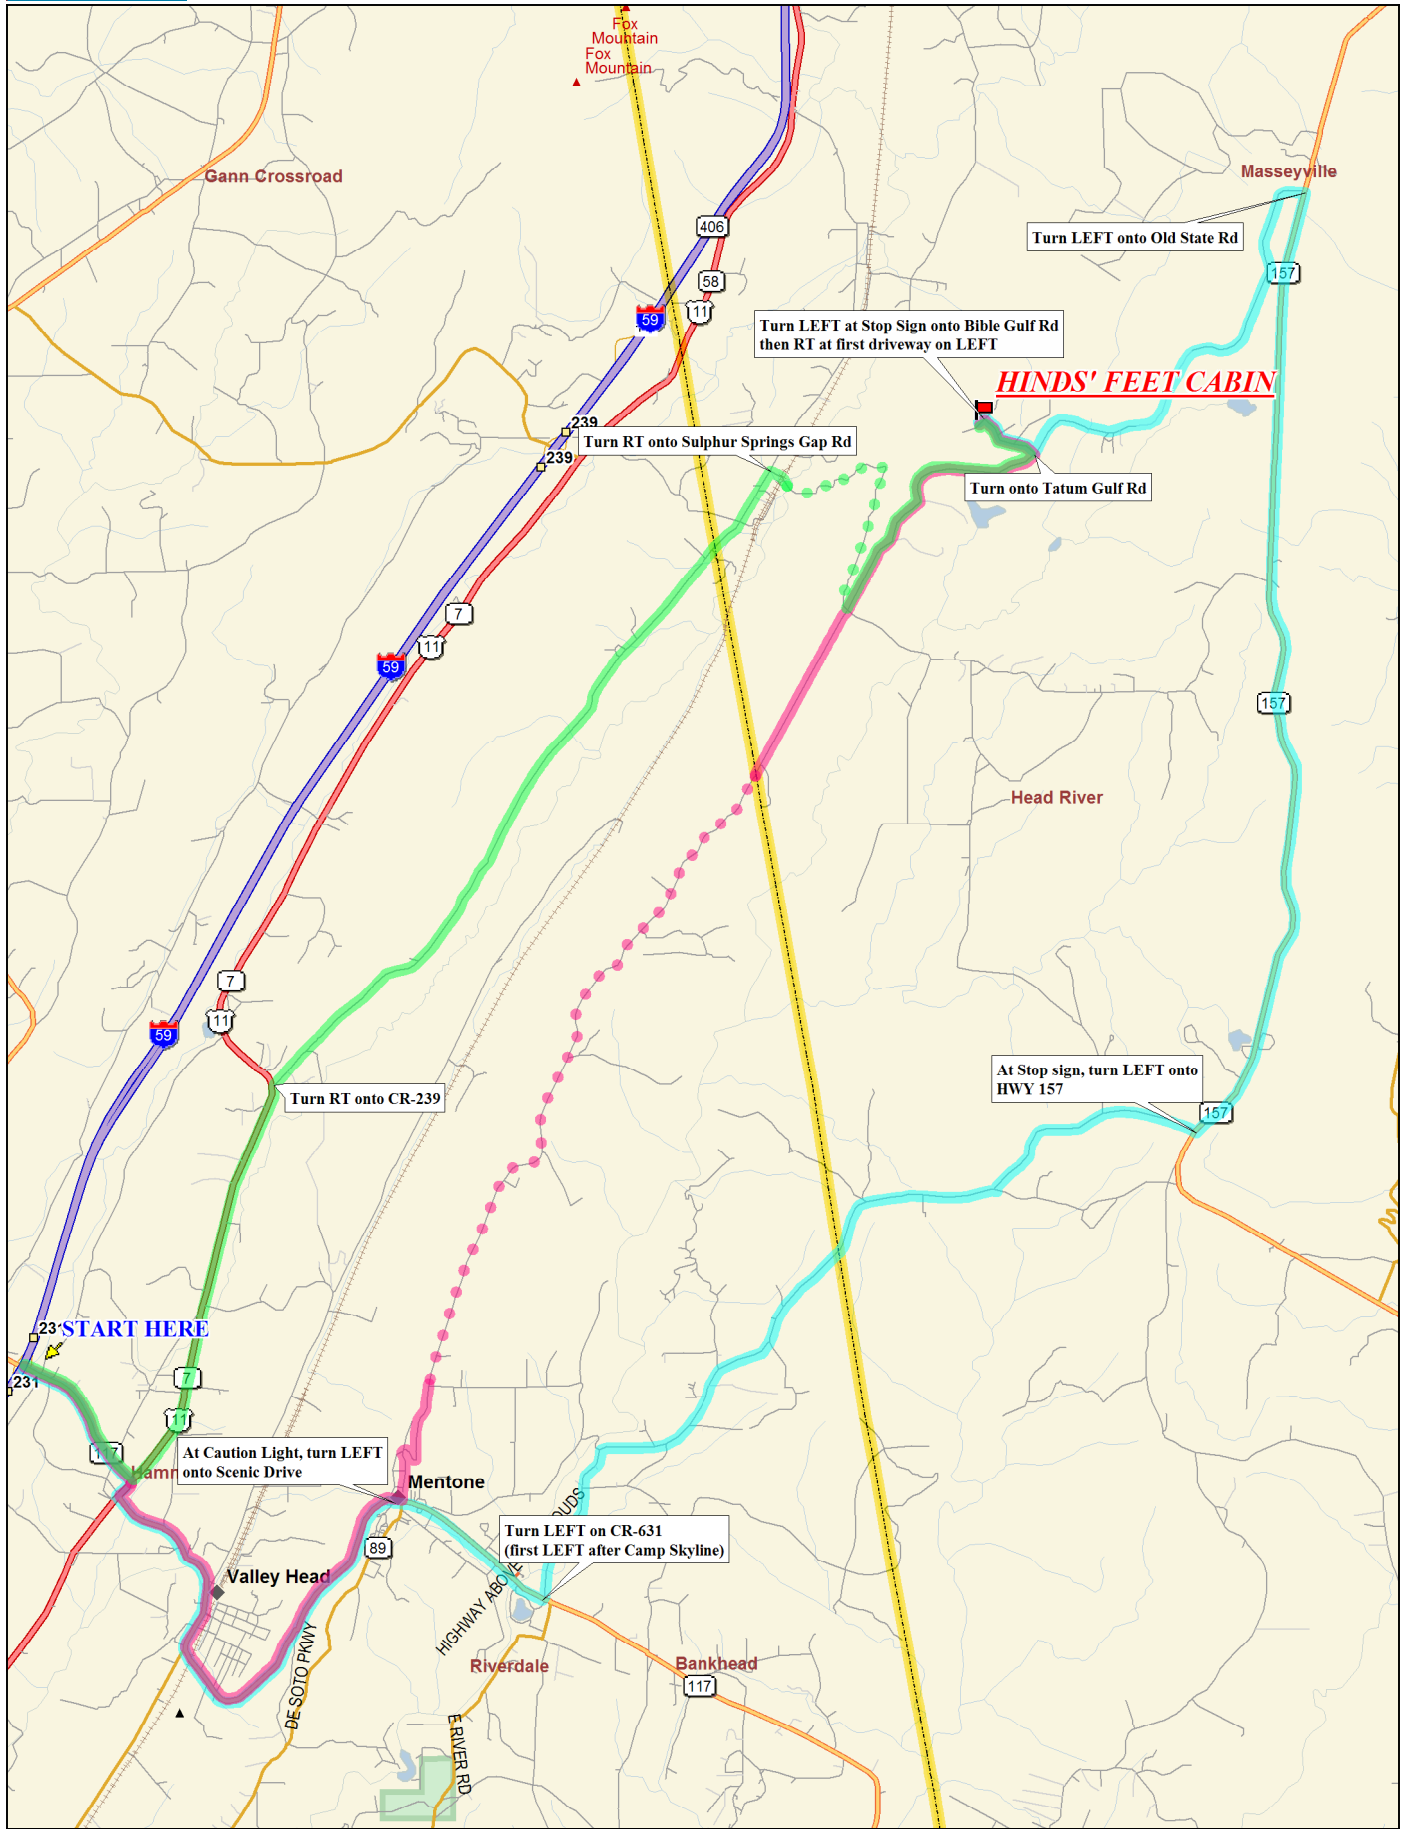 Fox
Mountain
Fox
Mountain
Gann Crossroad
Masseyville
406
Turn LEFT onto Old State Rd
58
157
11
59
Turn LEFT at Stop Sign onto Bible Gulf Rd
then RT at first driveway on LEFT
HINDS' FEET CABIN
239
Turn RT onto Sulphur Springs Gap Rd
239
Turn onto Tatum Gulf Rd
7
11
59
157
Head River
7
11
59
At Stop sign, turn LEFT onto
HWY 157
Turn RT onto CR-239
157
231
START HERE
7
231
11
117
At Caution Light, turn LEFT
onto Scenic Drive
Hamm
Mentone
Turn LEFT on CR-631
(first LEFT after Camp Skyline)
89
HIGHWAY ABOVE
OUDS
Valley Head
DE SOTO PKWY
Riverdale
Bankhead
117
E RIVER RD